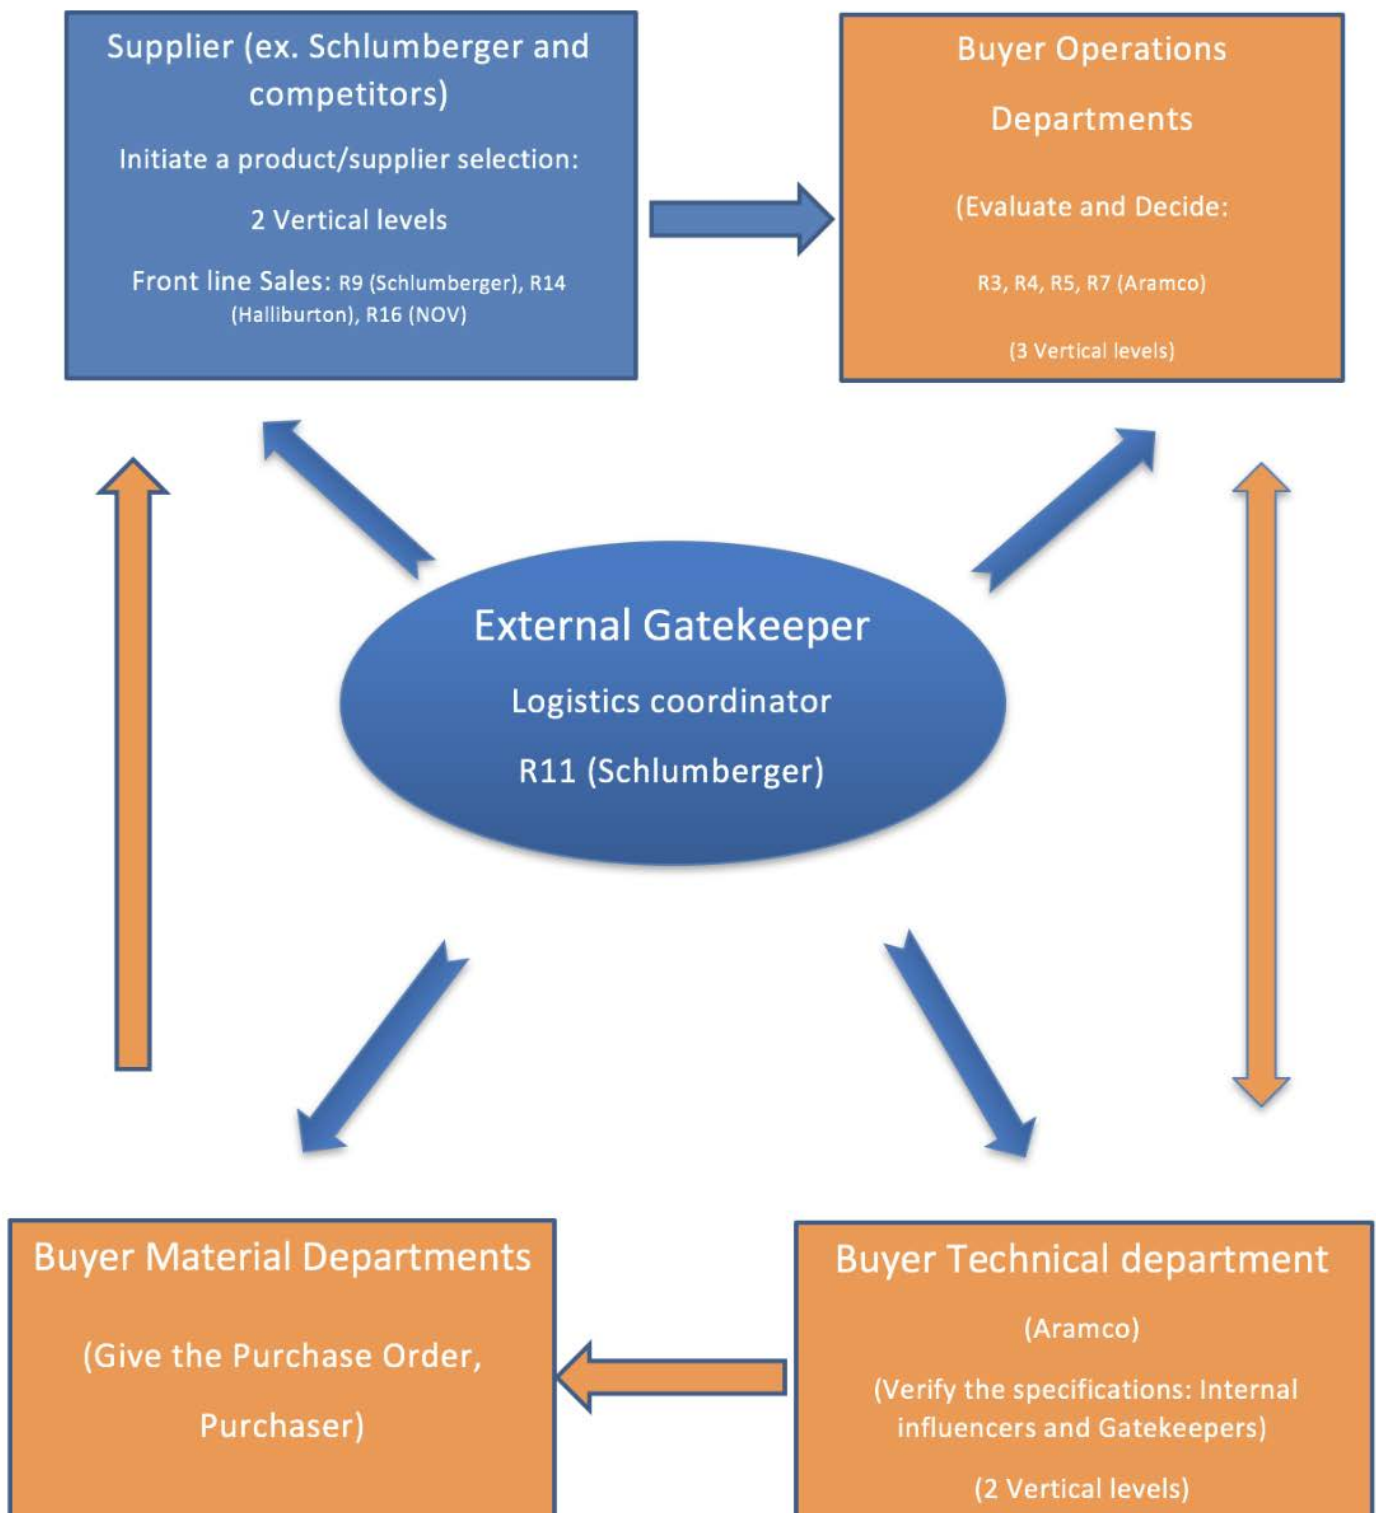 Supplier (ex. Schlumberger and
competitors)
Initiate a product/supplier selection:
2 Vertical levels
Front line Sales: R9 (Schlumberger), R14
(Halliburton), R16 (NOV)
Buyer Operations
Departments
(Evaluate and Decide:
R3, R4, R5, R7 (Aramco)
(3 Vertical levels)
External Gatekeeper
Logistics coordinator
R11 (Schlumberger)
Buyer Material Departments
(Give the Purchase Order,
Purchaser)
Buyer Technical department
(Aramco)
(Verify the specifications: Internal
influencers and Gatekeepers)
(2 Vertical levels)